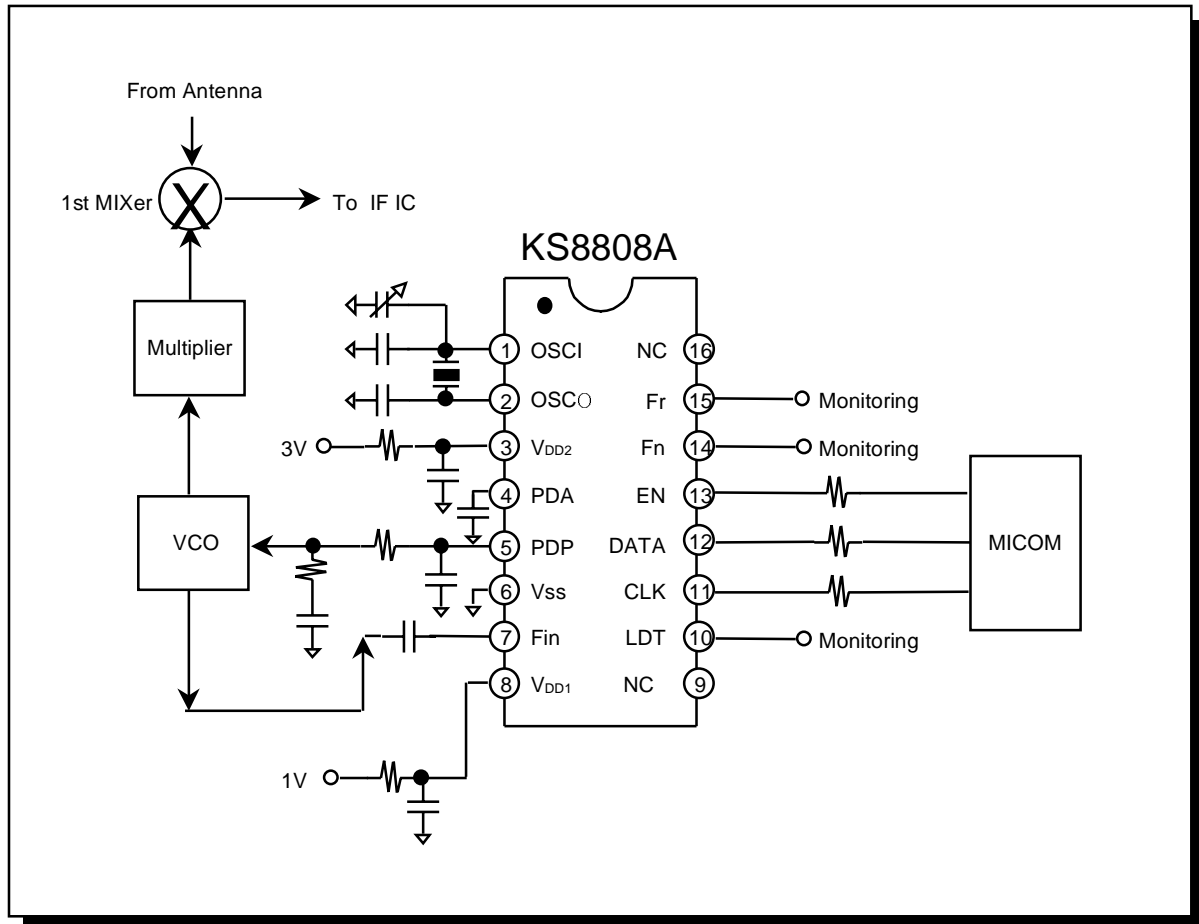 From Antenna
1st MIXer
X
To IF IC
KS8808A
Multiplier
VCO
3V
1V
1 OSCI
2 OSCO
3 VDD2
4 PDA
5 PDP
6 Vss
7 Fin
8 VDD1
NC 16
Fr 15 Monitoring
Fn 14 Monitoring
EN 13
DATA 12
CLK 11
LDT 10 Monitoring
NC 9
MICOM